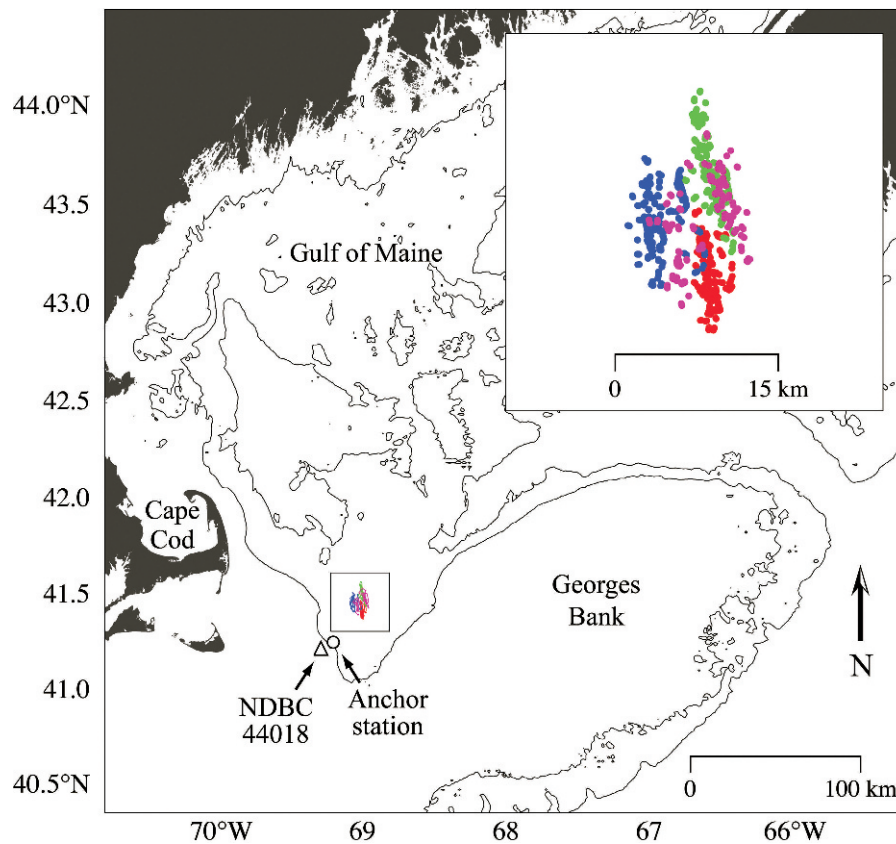 44.0°N
43.5
43.0
42.5
42.0
41.5
41.0
40.5°N
Gulf of Maine
0
15 km
Cape
Cod
Georges
Bank
NDBC
44018
Anchor
station
N
0
100 km
70°W
69
68
67
66°W